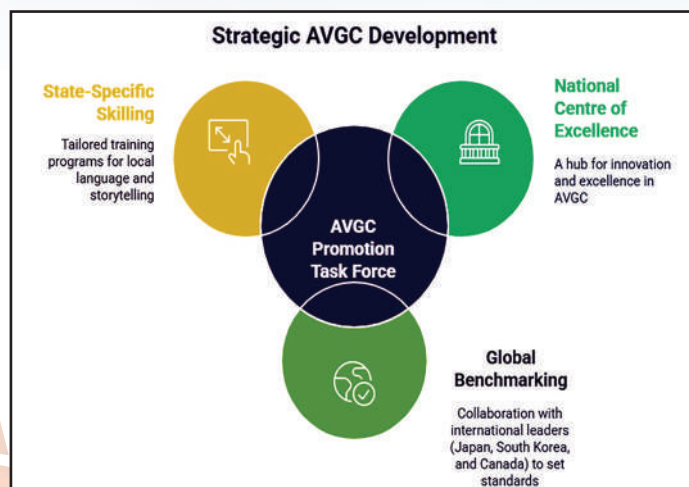 Strategic AVGC Development
State-Specific
Skilling
Tailored training
programs for local
language and
storytelling
National
Centre of
Excellence
A hub for innovation
and excellence in
AVGC
AVGC
Promotion
Task Force
Global
Benchmarking
Collaboration with
international leaders
(Japan, South Korea,
and Canada) to set
standards